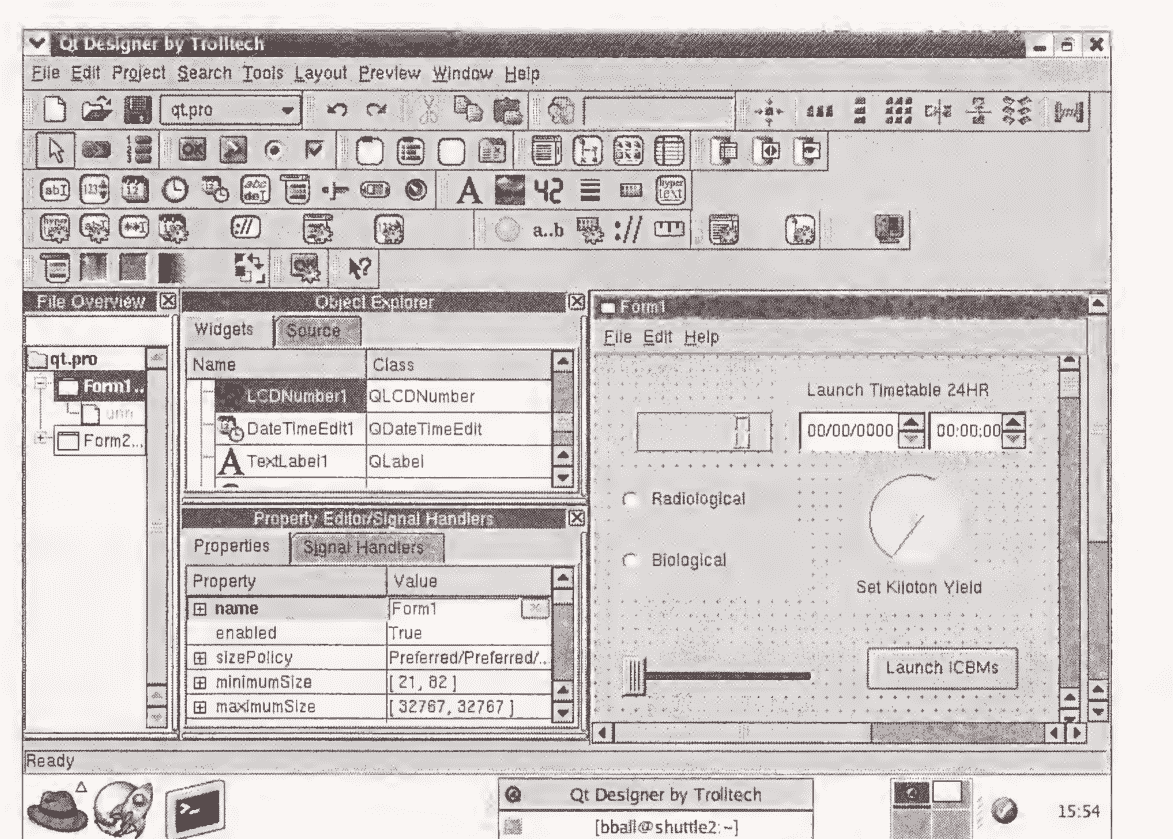 Qt Designer by Trolltech
File Edit Project Search Tools Layout Preview Window Help
qt.pro
File Overview
qt.pro
Form1..
Form2...
Object Explorer
Widgets Source
Name Class
LCDNumber1 QLCDNumber
DateTimeEdit1 QDateTimeEdit
TextLabel1 QLabel
Property Editor/Signal Handlers
Properties Signal Handlers
Property Value
name Form1
enabled True
sizePolicy Preferred/Preferred/..
minimumSize [ 21, 82 ]
maximumSize [ 32767, 32767 ]
Form1
File Edit Help
Launch Timetable 24HR
00/00/0000 00:00:00
Radiological
Biological
Set Kiloton Yield
Launch ICBMs
Ready
Qt Designer by Trolltech
[bball@shuttle2:~]
15:54